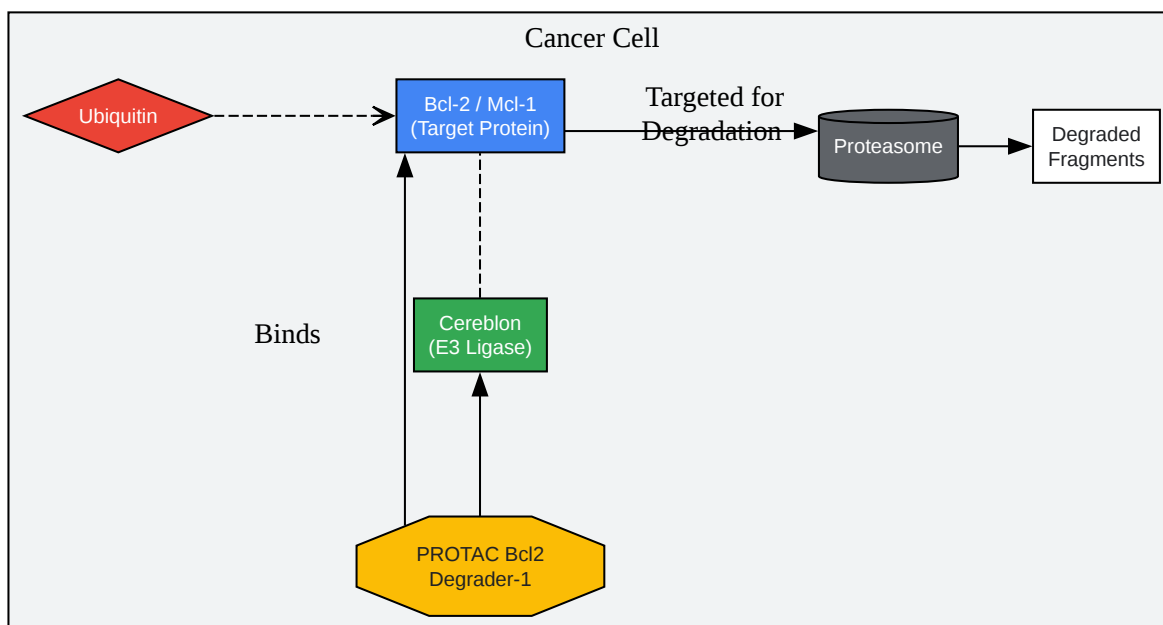 Cancer Cell
Ubiquitin
Bcl-2 / Mcl-1
(Target Protein)
Targeted for
Degradation
Proteasome
Degraded
Fragments
Binds
Cereblon
(E3 Ligase)
PROTAC Bcl2
Degrader-1